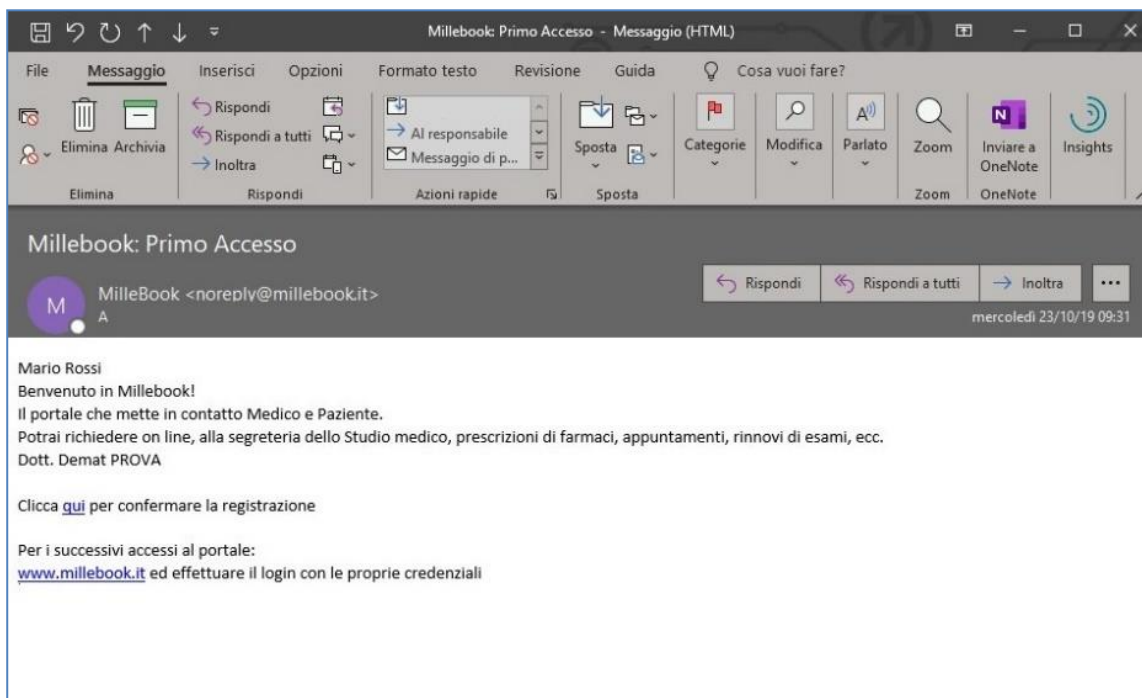 Millebook: Primo Accesso - Messaggio (HTML)
File Messaggio Inserisci Opzioni Formato testo Revisione Guida Cosa vuoi fare?
Elimina Archivia
Rispondi
Rispondi a tutti
Inoltra
Al responsabile
Messaggio di p...
Sposta
Categorie
Modifica
Parlato
Zoom
Inviare a
OneNote
Insights
Elimina Rispondi Azioni rapide Sposta Zoom OneNote
Millebook: Primo Accesso
M
MilleBook <noreply@millebook.it>
A
Rispondi Rispondi a tutti Inoltra
mercoledì 23/10/19 09:31
Mario Rossi
Benvenuto in Millebook!
Il portale che mette in contatto Medico e Paziente.
Potrai richiedere on line, alla segreteria dello Studio medico, prescrizioni di farmaci, appuntamenti, rinnovi di esami, ecc.
Dott. Demat PROVA
Clicca qui per confermare la registrazione
Per i successivi accessi al portale:
www.millebook.it ed effettuare il login con le proprie credenziali